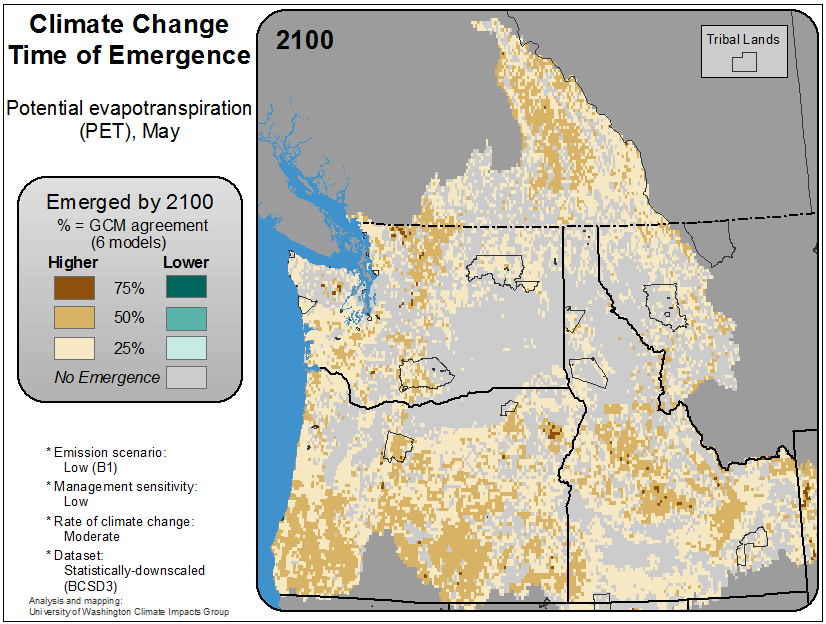 Climate Change
Time of Emergence
Potential evapotranspiration
(PET), May
Emerged by 2100
% = GCM agreement
(6 models)
Higher Lower
75%
50%
25%
No Emergence
* Emission scenario:
Low (B1)
* Management sensitivity:
Low
* Rate of climate change:
Moderate
* Dataset:
Statistically-downscaled
(BCSD3)
Analysis and mapping:
University of Washington Climate Impacts Group
2100
Tribal Lands